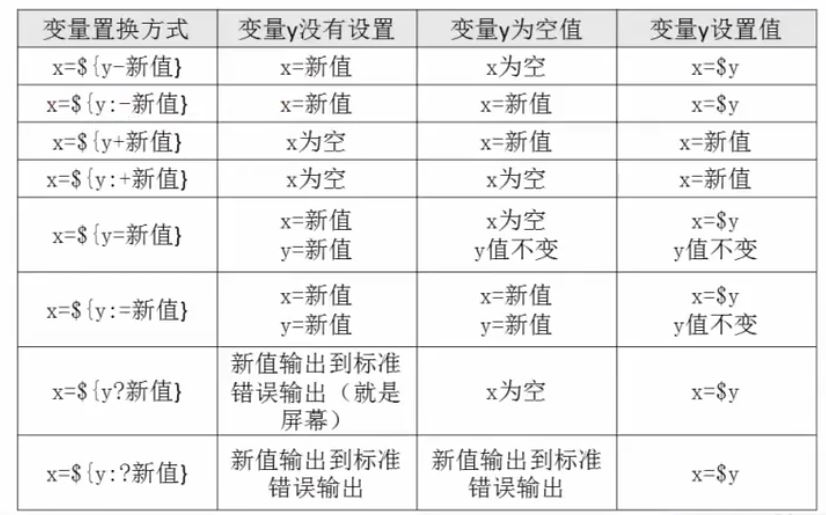 变量置换方式 变量y没有设置 变量y为空值 变量y设置值
x=${y-新值} x=新值 x为空 x=$y
x=${y:-新值} x=新值 x=新值 x=$y
x=${y+新值} x为空 x=新值 x=新值
x=${y:+新值} x为空 x为空 x=新值
x=${y=新值} x=新值 x为空 x=$y
y=新值 y值不变 y值不变
x=${y:=新值} x=新值 x=新值 x=$y
y=新值 y=新值 y值不变
x=${y?新值} 新值输出到标准
错误输出（就是
屏幕） x为空 x=$y
x=${y:?新值} 新值输出到标准
错误输出 新值输出到标准
错误输出 x=$y